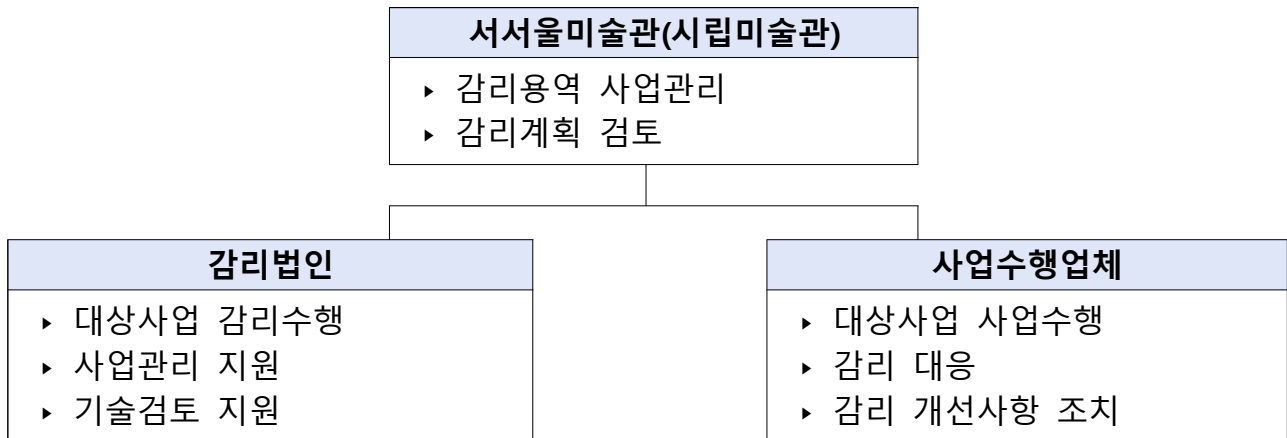 서서울미술관(시립미술관)
▸ 감리용역 사업관리
▸ 감리계획 검토
감리법인
▸ 대상사업 감리수행
▸ 사업관리 지원
▸ 기술검토 지원
사업수행업체
▸ 대상사업 사업수행
▸ 감리 대응
▸ 감리 개선사항 조치